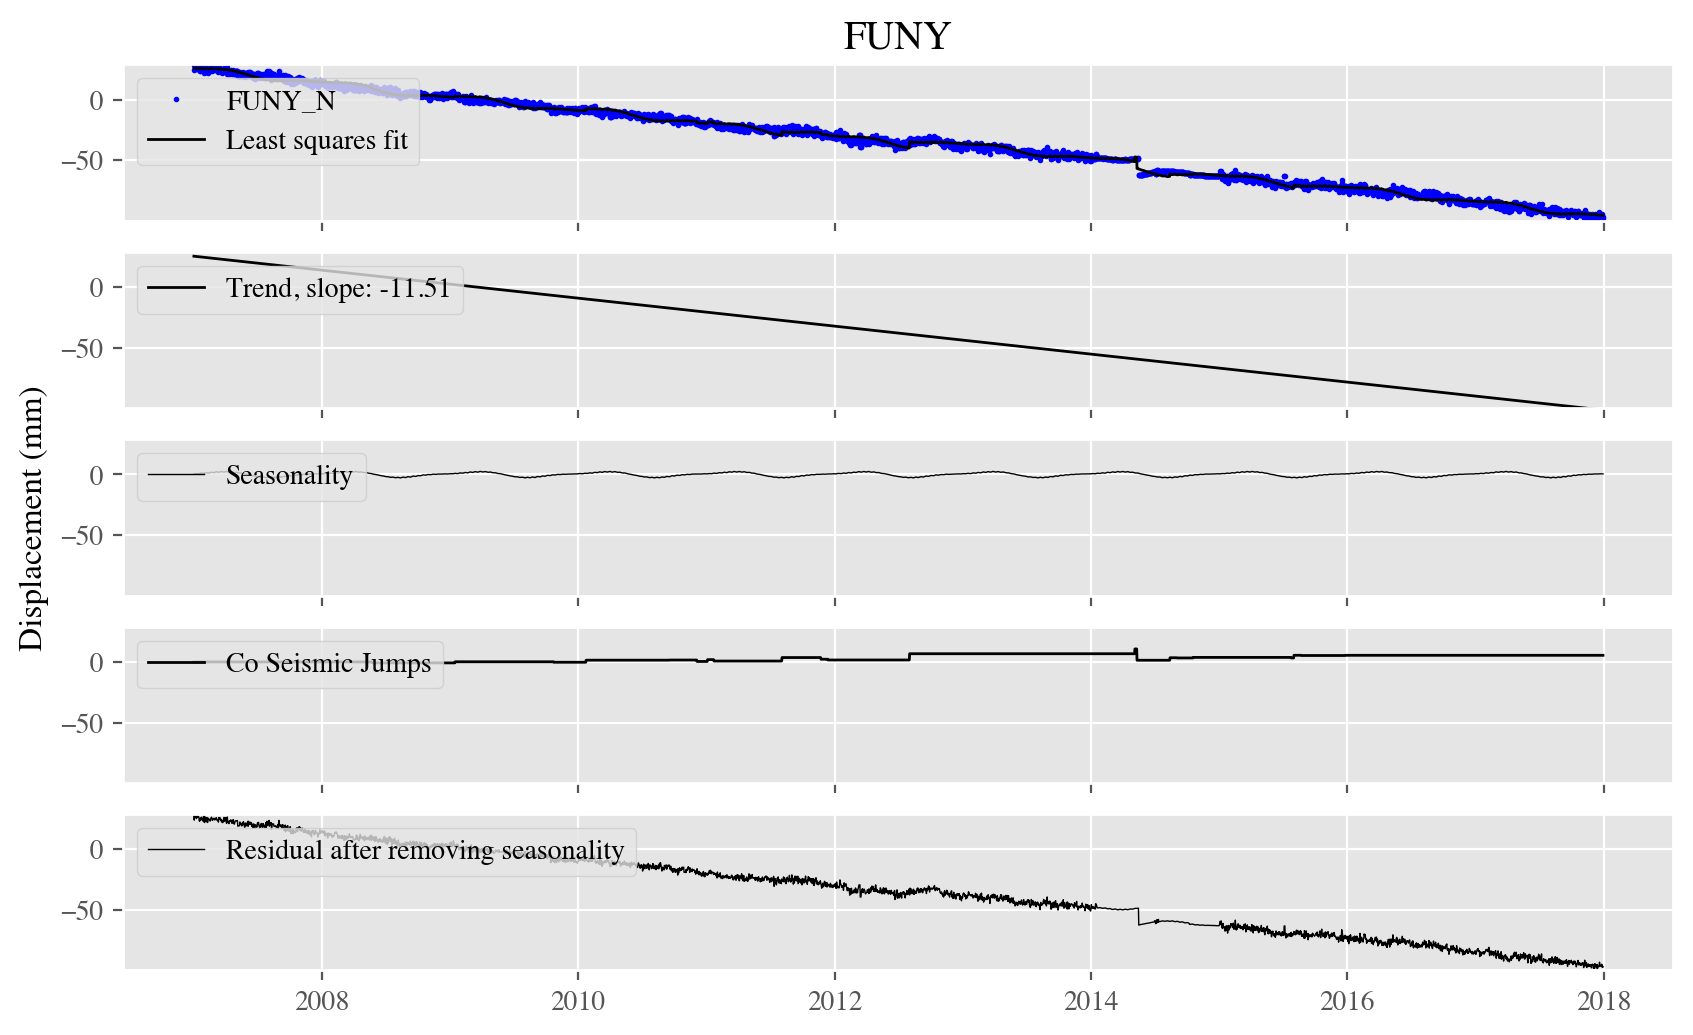 FUNY
0
−50
FUNY_N
Least squares fit
0
−50
Trend, slope: -11.51
0
−50
Seasonality
0
−50
Co Seismic Jumps
0
−50
Residual after removing seasonality
2008 2010 2012 2014 2016 2018
Displacement (mm)